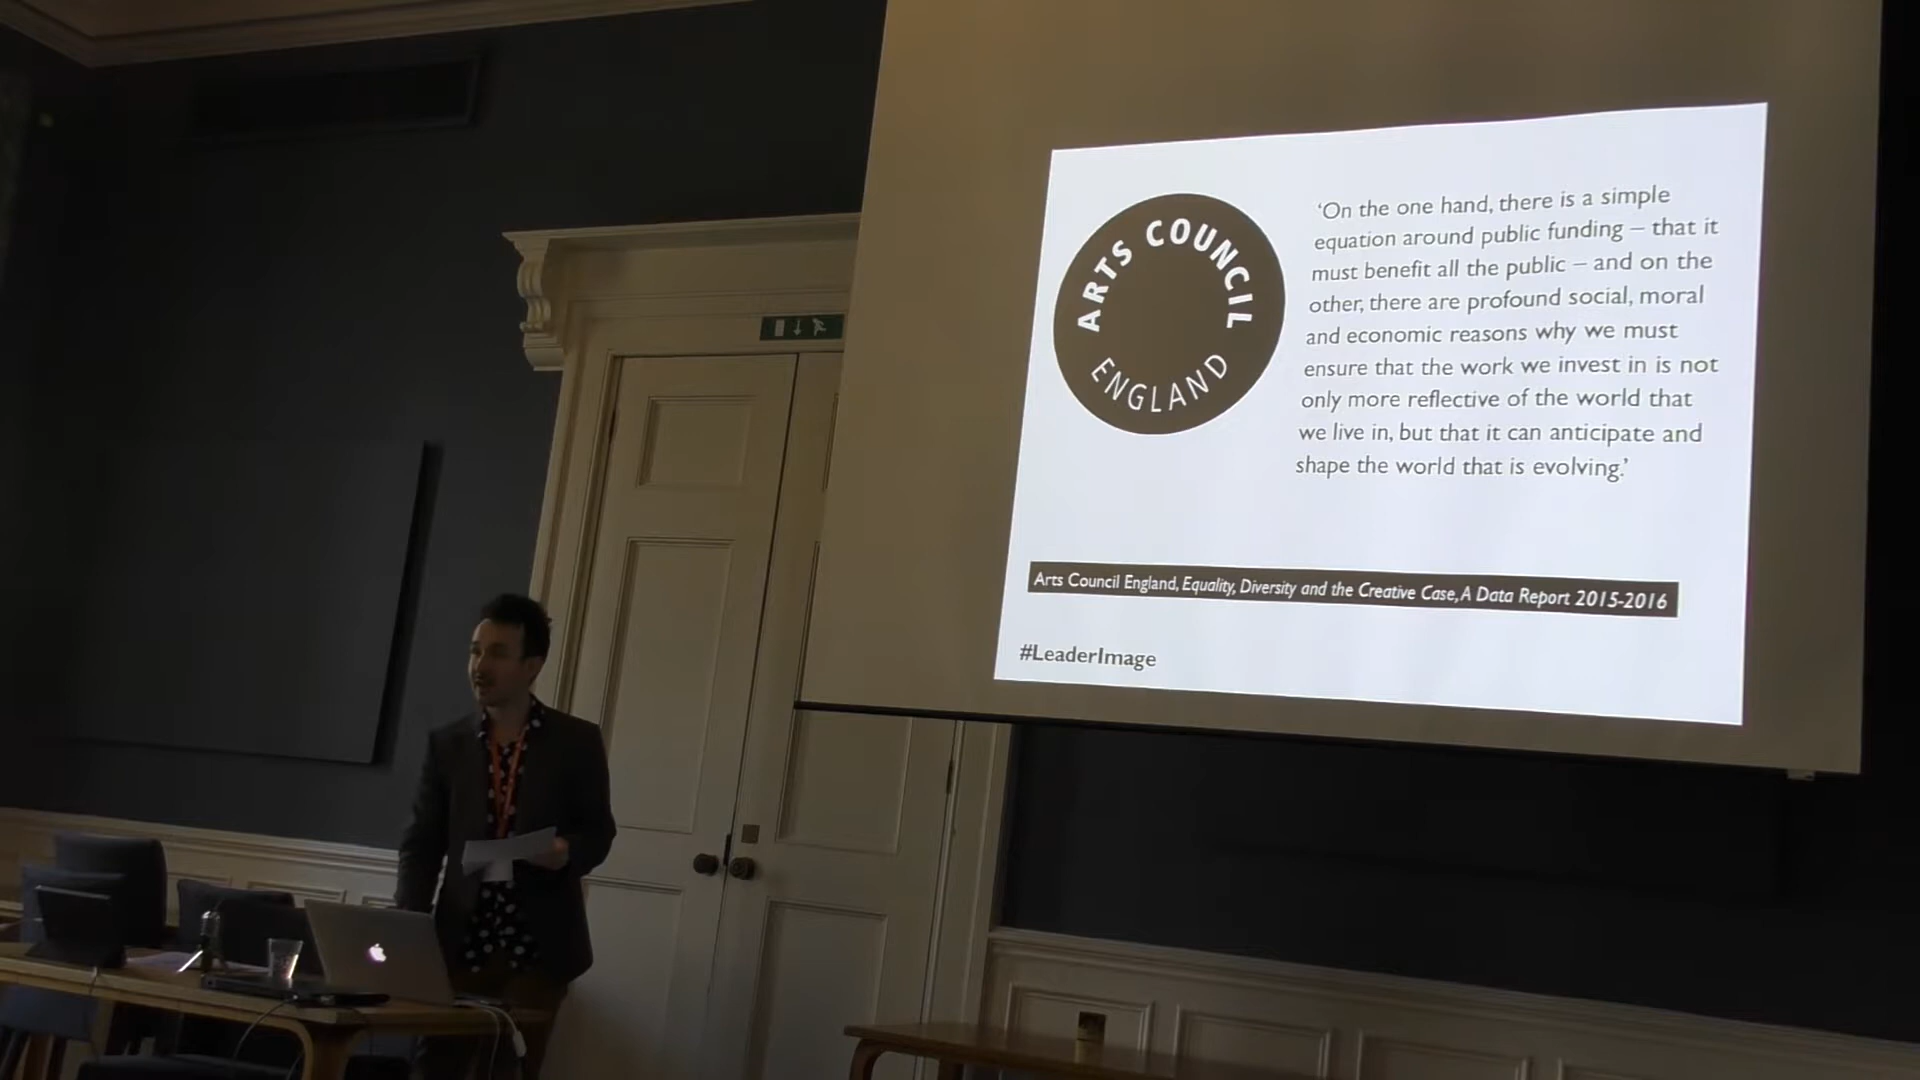 ARTS COUNCIL
ENGLAND
‘On the one hand, there is a simple
equation around public funding – that it
must benefit all the public – and on the
other, there are profound social, moral
and economic reasons why we must
ensure that the work we invest in is not
only more reflective of the world that
we live in, but that it can anticipate and
shape the world that is evolving.’
Arts Council England, Equality, Diversity and the Creative Case, A Data Report 2015-2016
#LeaderImage